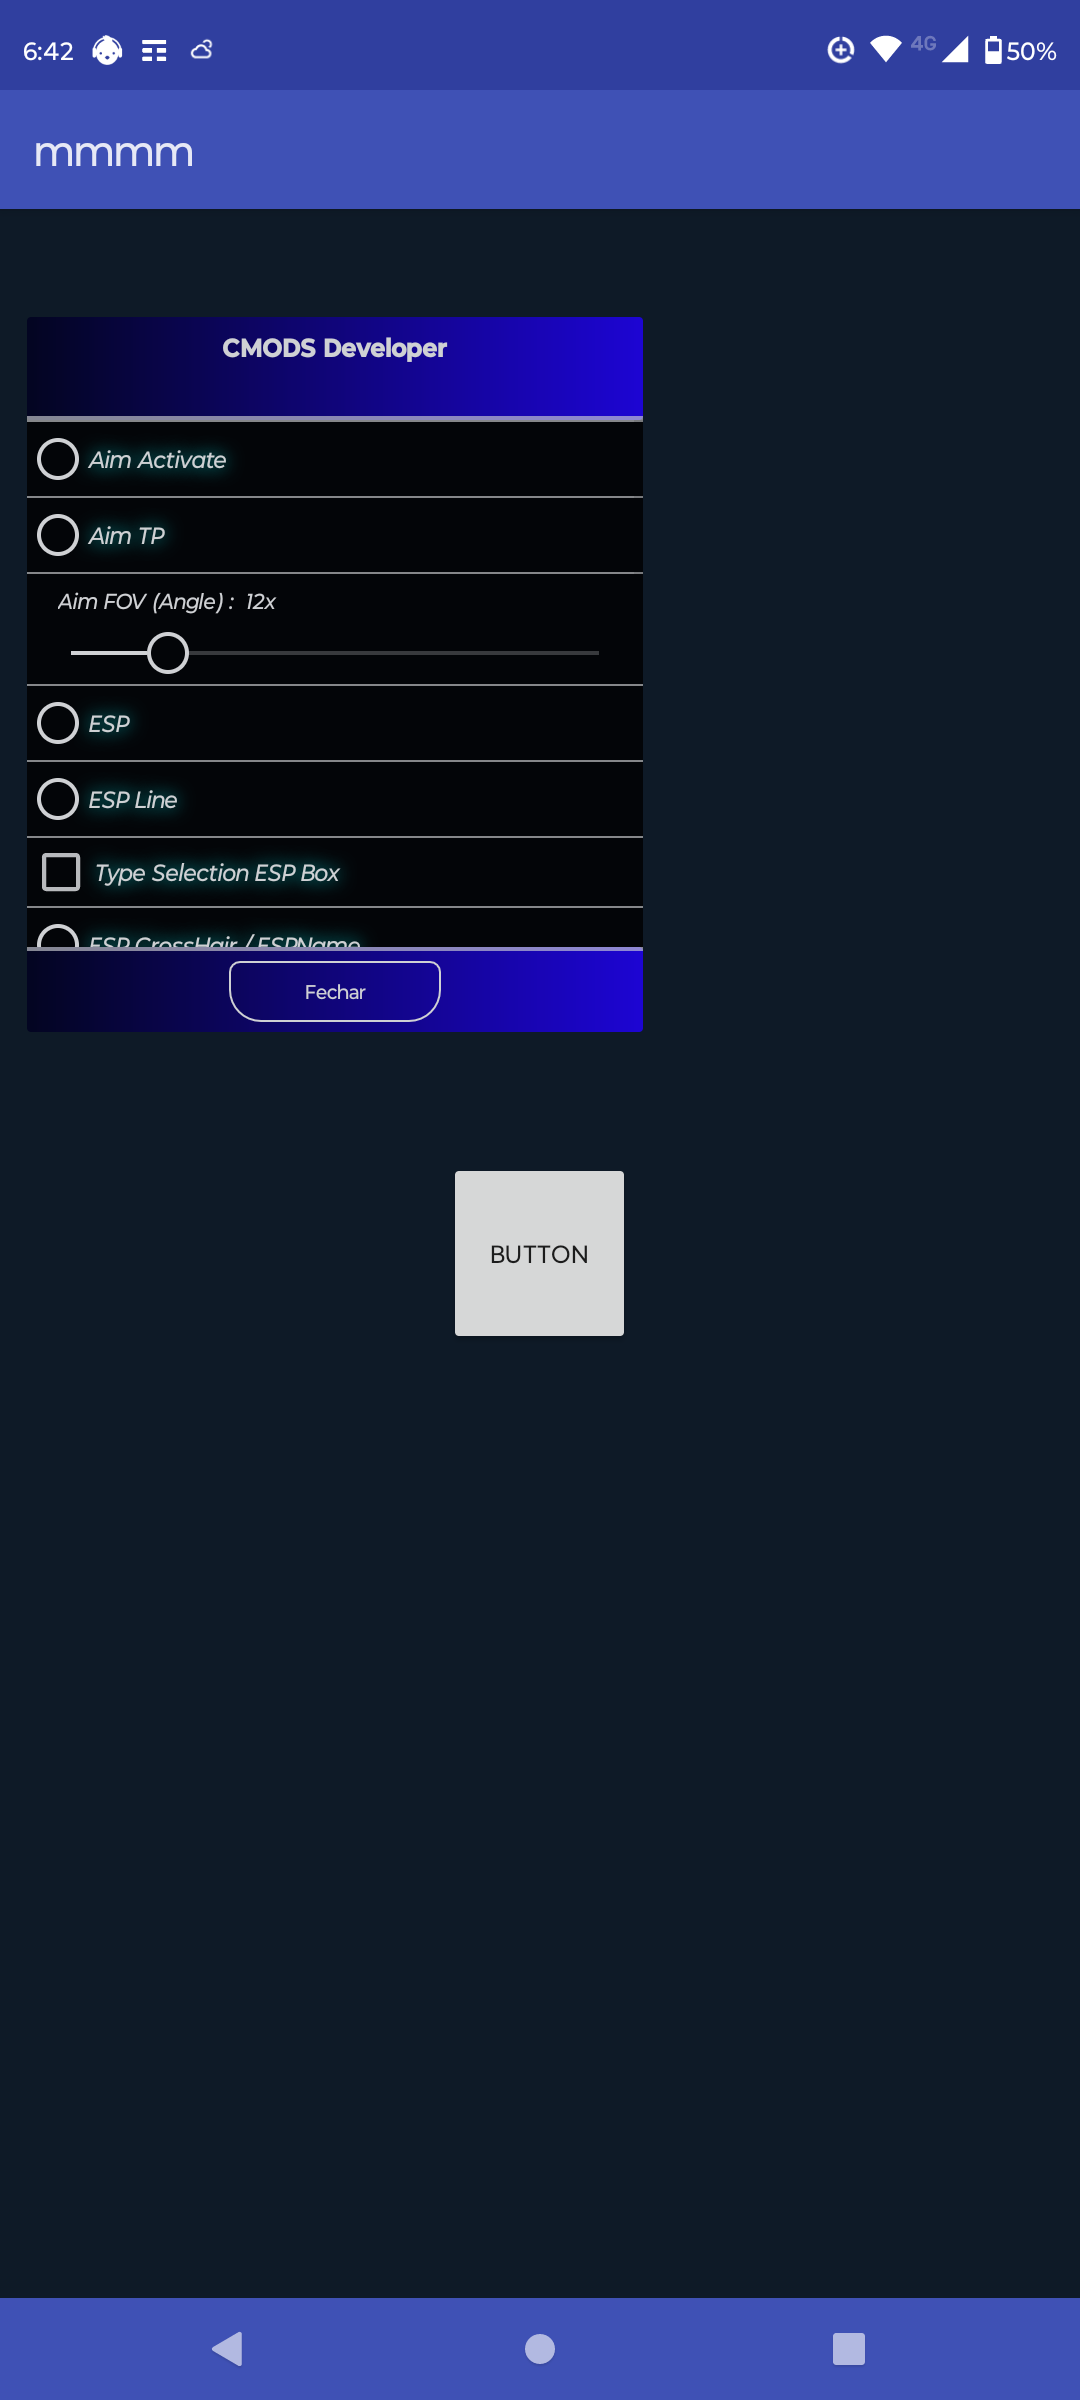 6:42
4G
50%
mmmm
CMODS Developer
Aim Activate
Aim TP
Aim FOV (Angle) : 12x
ESP
ESP Line
Type Selection ESP Box
ESP CrossHair / ESPName
Fechar
BUTTON